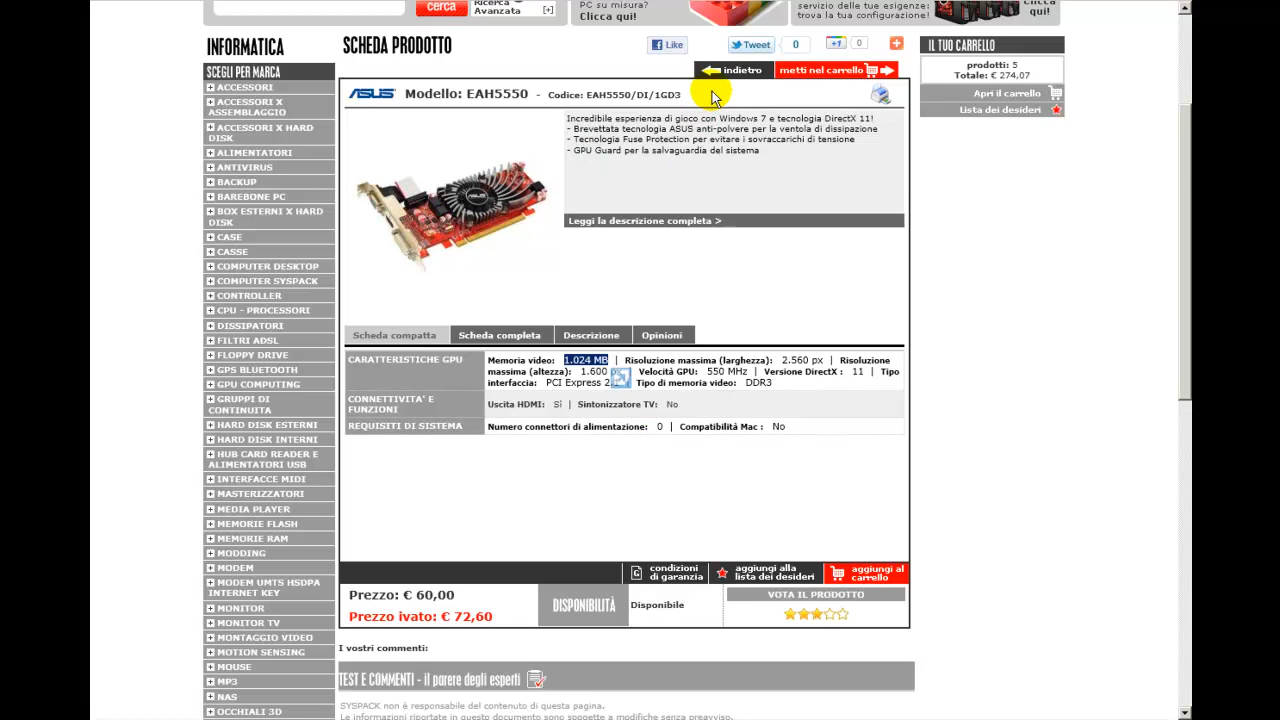 cerca
Ricerca
Avanzata
[+]
PC su misura?
Clicca qui!
servizio delle tue esigenze:
trova la tua configurazione!
Clicca
qui!
INFORMATICA
SCHEDA PRODOTTO
Like
Tweet
0
+1
0
IL TUO CARRELLO
prodotti: 5
Totale: € 274,07
Apri il carrello
Lista dei desideri
indietro
metti nel carrello
SCEGLI PER MARCA
ACCESSORI
ACCESSORI X
ASSEMBLAGGIO
ACCESSORI X HARD
DISK
ALIMENTATORI
ANTIVIRUS
BACKUP
BAREBONE PC
BOX ESTERNI X HARD
DISK
CASE
CASSE
COMPUTER DESKTOP
COMPUTER SYSPACK
CONTROLLER
CPU - PROCESSORI
DISSIPATORI
FILTRI ADSL
FLOPPY DRIVE
GPS BLUETOOTH
GPU COMPUTING
GRUPPI DI
CONTINUITA
HARD DISK ESTERNI
HARD DISK INTERNI
HUB CARD READER E
ALIMENTATORI USB
INTERFACCE MIDI
MASTERIZZATORI
MEDIA PLAYER
MEMORIE FLASH
MEMORIE RAM
MODDING
MODEM
MODEM UMTS HSDPA
INTERNET KEY
MONITOR
MONITOR TV
MONTAGGIO VIDEO
MOTION SENSING
MOUSE
MP3
NAS
OCCHIALI 3D
ASUS Modello: EAH5550 - Codice: EAH5550/DI/1GD3
Incredibile esperienza di gioco con Windows 7 e tecnologia DirectX 11!
- Brevettata tecnologia ASUS anti-polvere per la ventola di dissipazione
- Tecnologia Fuse Protection per evitare i sovraccarichi di tensione
- GPU Guard per la salvaguardia del sistema
Leggi la descrizione completa >
ASUS
Scheda compatta
Scheda completa
Descrizione
Opinioni
CARATTERISTICHE GPU
Memoria video: 1.024 MB | Risoluzione massima (larghezza): 2.560 px | Risoluzione
massima (altezza): 1.600 | Velocità GPU: 550 MHz | Versione DirectX : 11 | Tipo
interfaccia: PCI Express 2 Tipo di memoria video: DDR3
CONNETTIVITA' E
FUNZIONI
Uscita HDMI: Sì | Sintonizzatore TV: No
REQUISITI DI SISTEMA
Numero connettori di alimentazione: 0 | Compatibilità Mac : No
condizioni
di garanzia
aggiungi alla
lista dei desideri
aggiungi al
carrello
Prezzo: € 60,00
Prezzo ivato: € 72,60
DISPONIBILITÀ
Disponibile
VOTA IL PRODOTTO
I vostri commenti:
TEST E COMMENTI - il parere degli esperti
SYSPACK non è responsabile del contenuto di questa pagina.
Le informazioni riportate in questo documento sono soggette a modifiche senza preavviso.